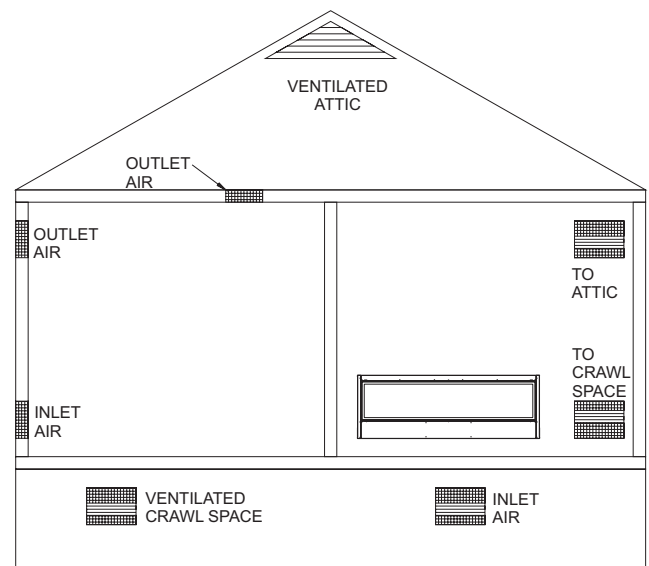 VENTILATED
ATTIC
OUTLET
AIR
OUTLET
AIR
TO
ATTIC
TO
CRAWL
SPACE
INLET
AIR
VENTILATED
CRAWL SPACE
INLET
AIR